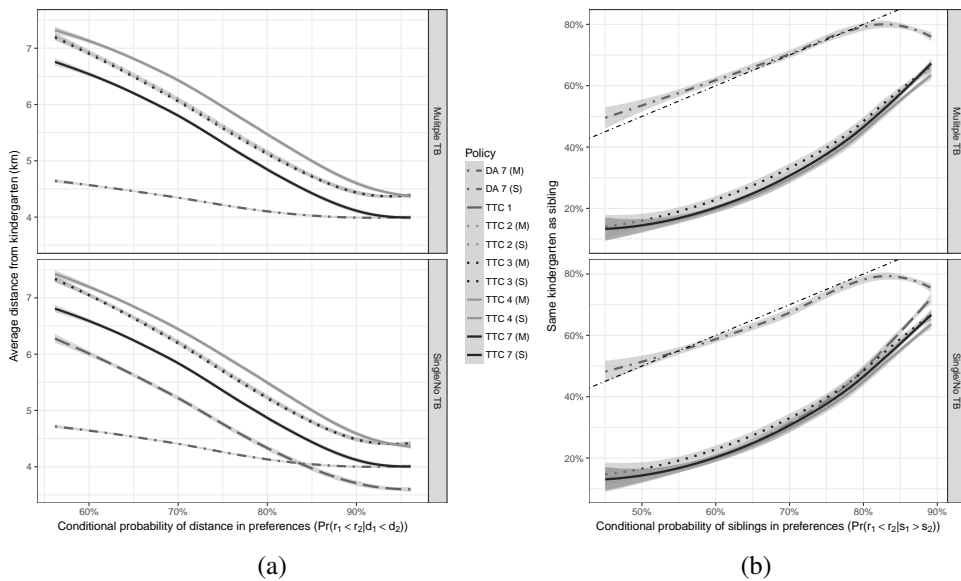 7
6
5
4
Muliple TB
7
6
5
4
Single/No TB
Average distance from kindergarten (km)
60%
70%
80%
90%
Conditional probability of distance in preferences (Pr(r1 < r2|d1 < d2))
(a)
Policy
DA 7 (M)
DA 7 (S)
TTC 1
TTC 2 (M)
TTC 2 (S)
TTC 3 (M)
TTC 3 (S)
TTC 4 (M)
TTC 4 (S)
TTC 7 (M)
TTC 7 (S)
80%
60%
40%
20%
Muliple TB
80%
60%
40%
20%
Single/No TB
Same kindergarten as sibling
50%
60%
70%
80%
90%
Conditional probability of siblings in preferences (Pr(r1 < r2|s1 > s2))
(b)